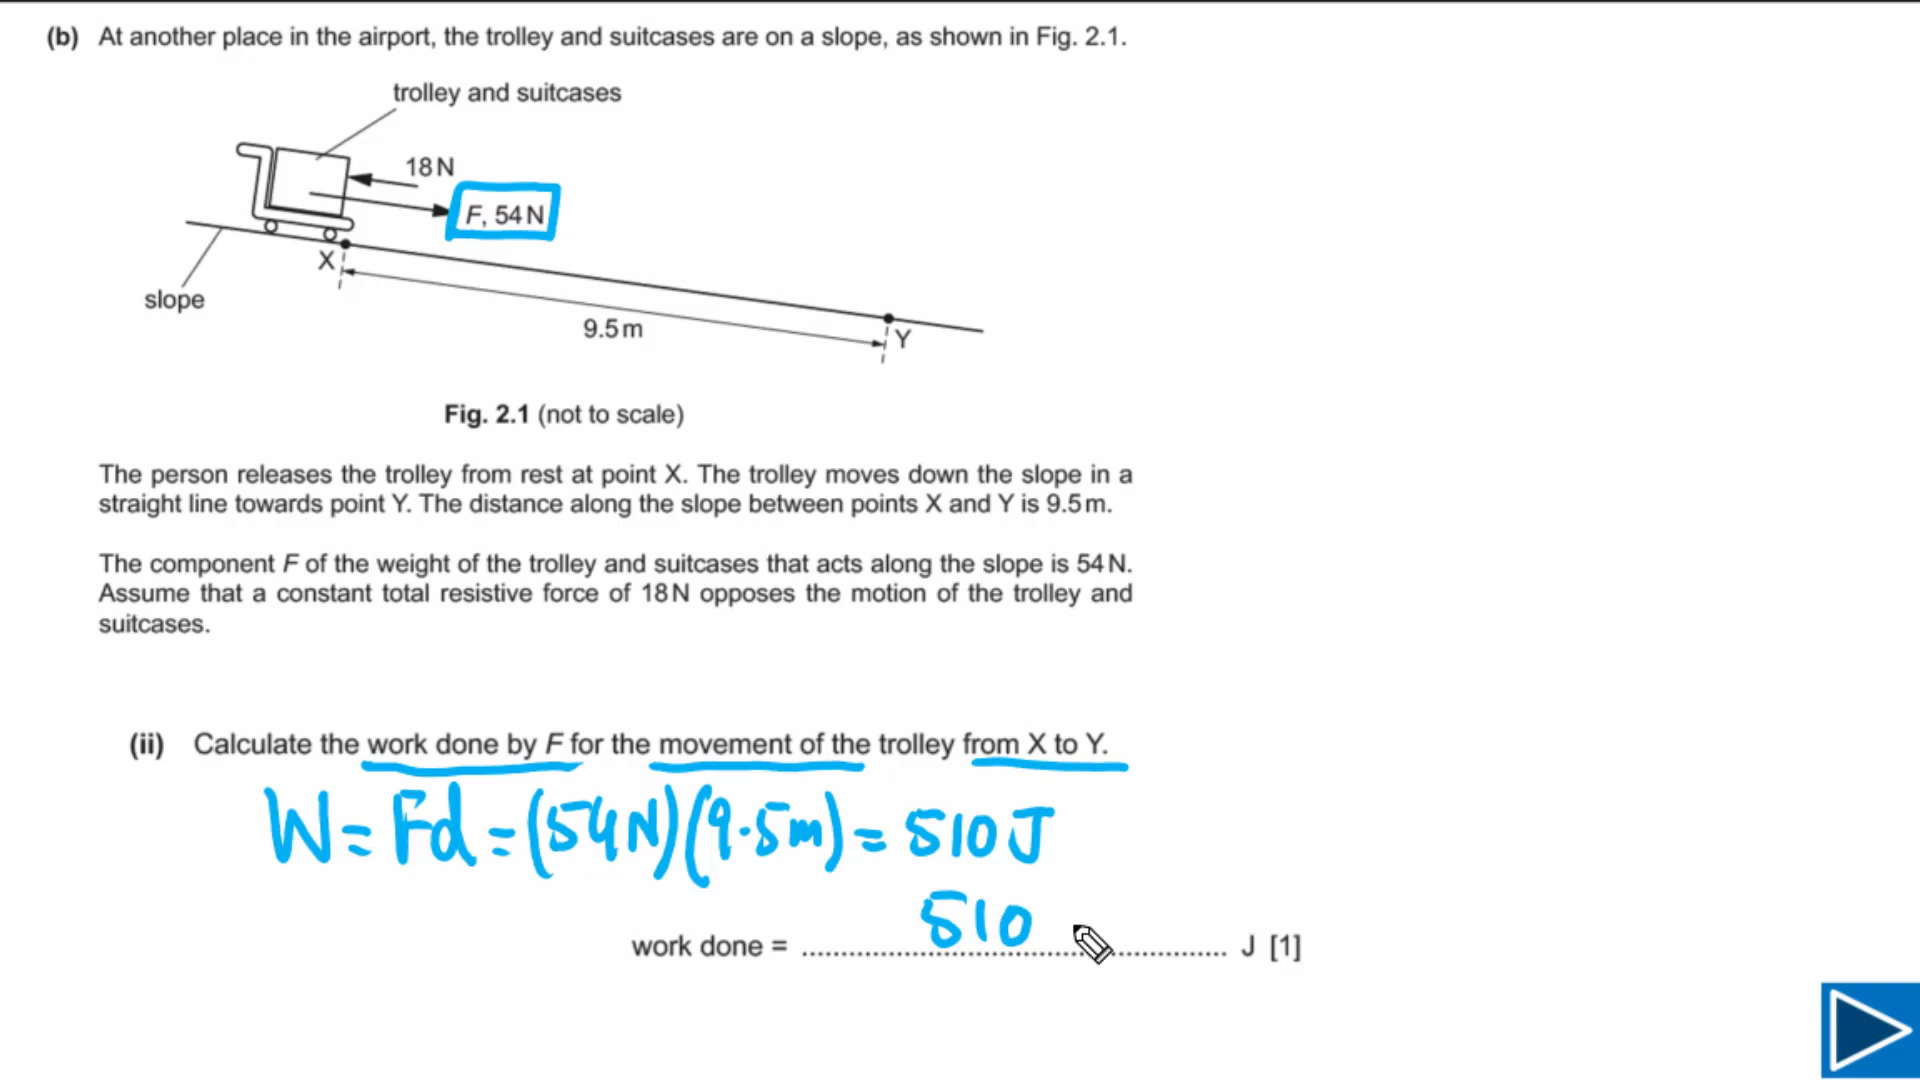 (b) At another place in the airport, the trolley and suitcases are on a slope, as shown in Fig. 2.1.
trolley and suitcases
18 N
F, 54 N
X
slope
9.5 m
Y
Fig. 2.1 (not to scale)
The person releases the trolley from rest at point X. The trolley moves down the slope in a
straight line towards point Y. The distance along the slope between points X and Y is 9.5 m.
The component F of the weight of the trolley and suitcases that acts along the slope is 54 N.
Assume that a constant total resistive force of 18 N opposes the motion of the trolley and
suitcases.
(ii) Calculate the work done by F for the movement of the trolley from X to Y.
W = Fd = (54 N)(9.5 m) = 510 J
510
work done = .......................................................... J [1]